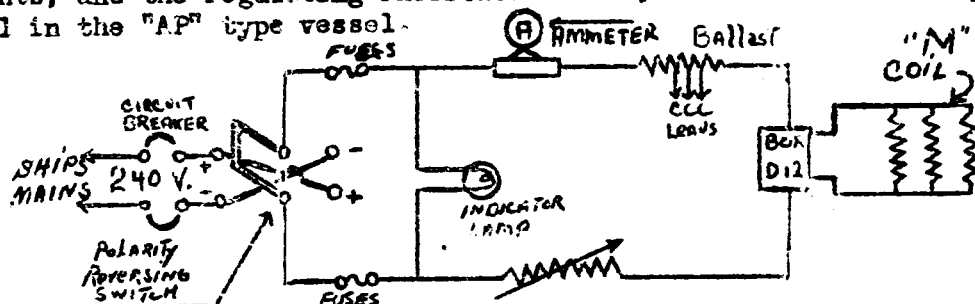 l in the "AP" type vessel.
FUSES
A
AMMETER
Ballast
"M"
COIL
CIRCUIT
BREAKER
CCL
LEADS
SHIPS
MAINS
240 V.
+
-
-
+
BOX
D12
INDICATOR
LAMP
POLARITY
REVERSING
SWITCH
FUSES